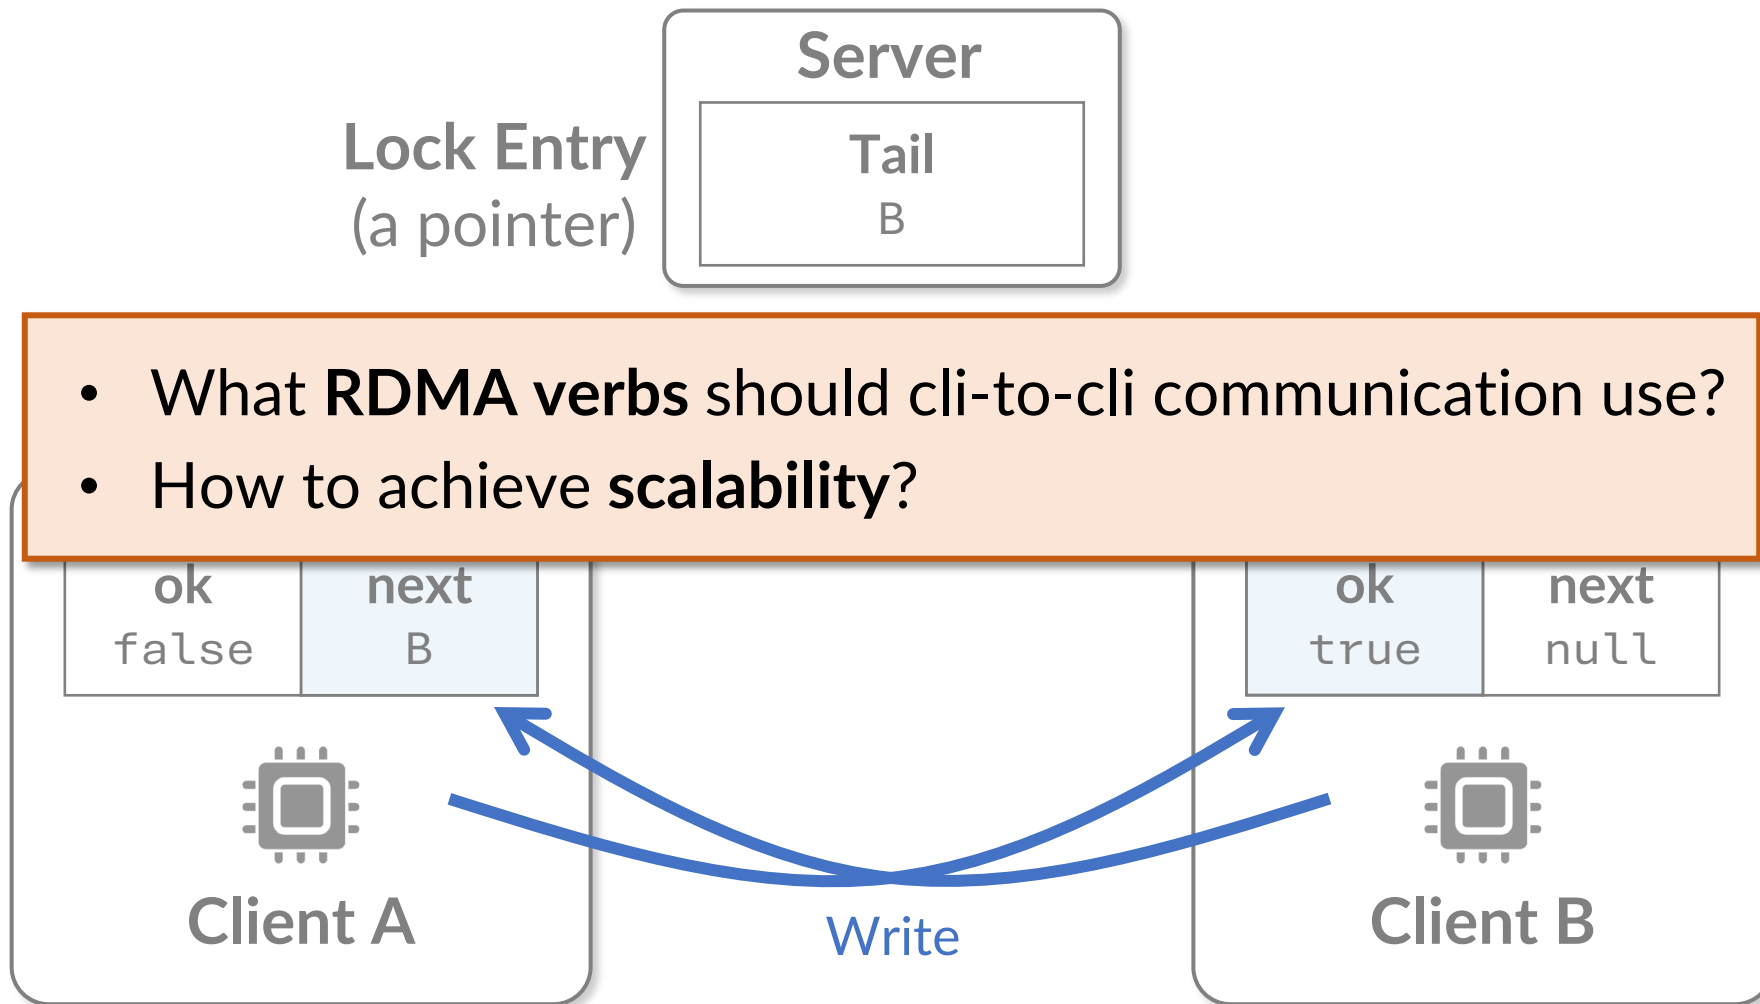 Server
Lock Entry
(a pointer)
Tail
B
• What RDMA verbs should cli-to-cli communication use?
• How to achieve scalability?
ok next
false B
ok next
true null
Client A
Write
Client B